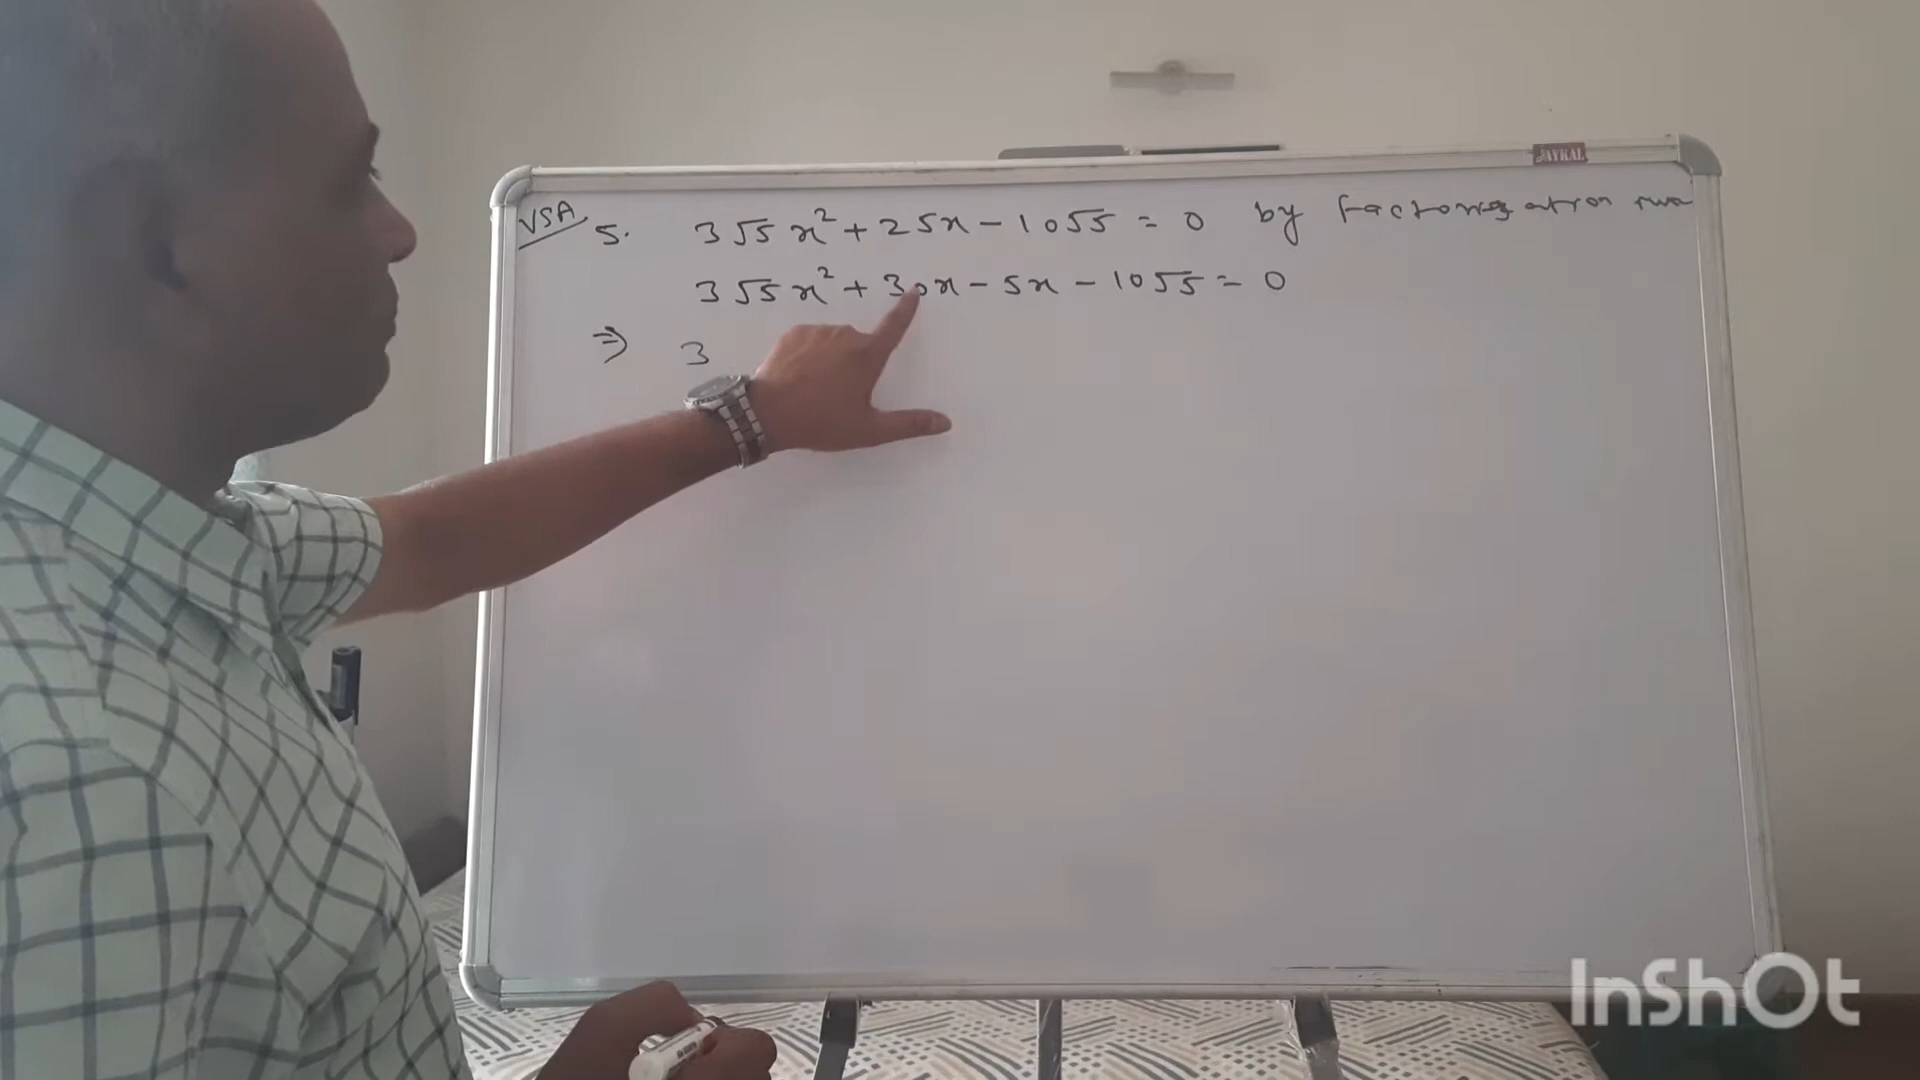 JAYKAL
VSA 5. 3√5 x² + 25x - 10√5 = 0 by factorization
3√5 x² + 30x - 5x - 10√5 = 0
⇒ 3
InShOt